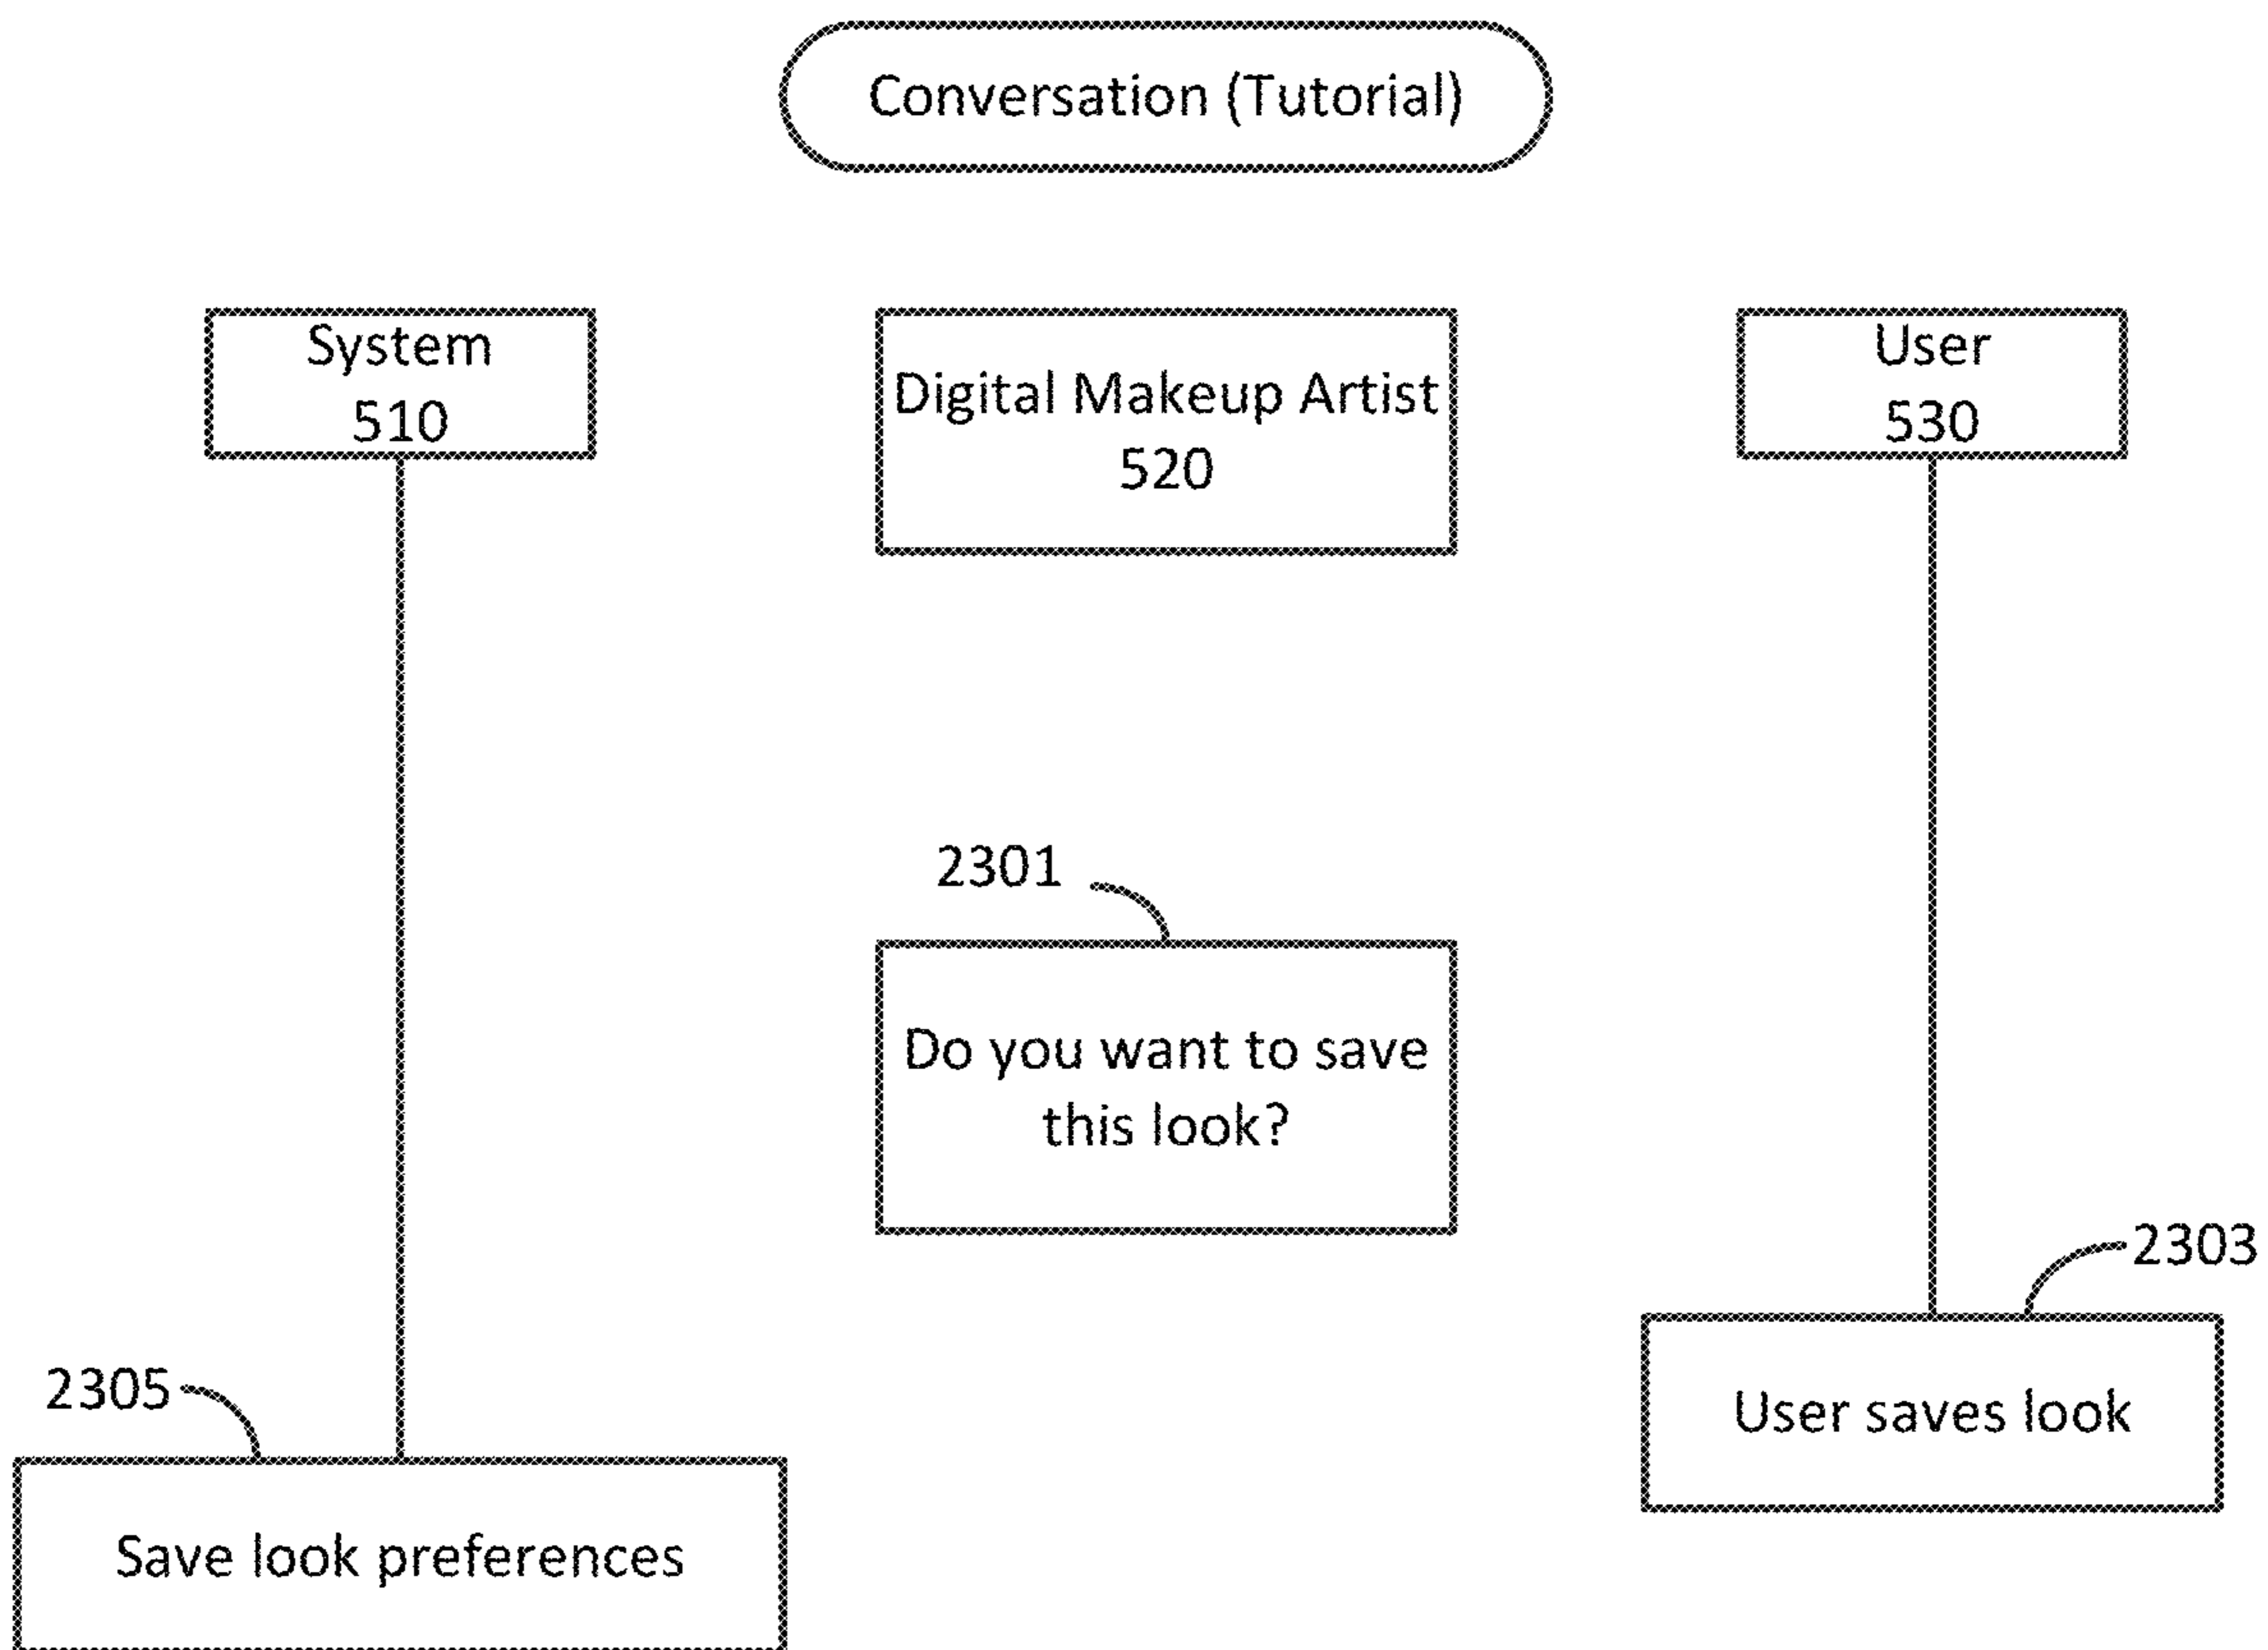 Conversation (Tutorial)
System
510
Digital Makeup Artist
520
User
530
2301
Do you want to save
this look?
2303
User saves look
2305
Save look preferences